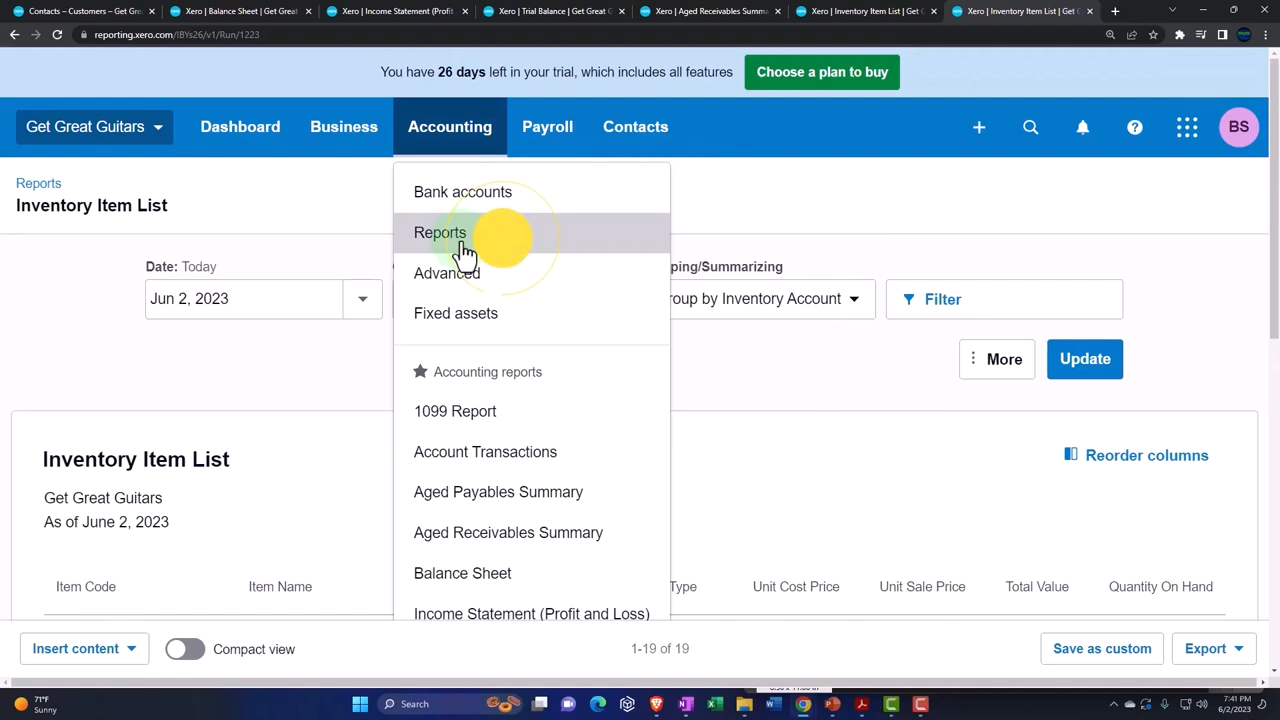 Contacts – Customers – Get Grea
Xero | Balance Sheet | Get Great
Xero | Income Statement (Profit
Xero | Trial Balance | Get Great G
Xero | Aged Receivables Summa
Xero | Inventory Item List | Get G
Xero | Inventory Item List | Get G
reporting.xero.com/!BYs26/v1/Run/1223
You have 26 days left in your trial, which includes all features
Choose a plan to buy
Get Great Guitars
Dashboard
Business
Accounting
Payroll
Contacts
BS
Reports
Inventory Item List
Bank accounts
Reports
Advanced
Fixed assets
Accounting reports
1099 Report
Account Transactions
Aged Payables Summary
Aged Receivables Summary
Balance Sheet
Income Statement (Profit and Loss)
Date: Today
ping/Summarizing
Jun 2, 2023
roup by Inventory Account
Filter
More
Update
Inventory Item List
Reorder columns
Get Great Guitars
As of June 2, 2023
Item Code
Item Name
Type
Unit Cost Price
Unit Sale Price
Total Value
Quantity On Hand
Insert content
Compact view
1-19 of 19
Save as custom
Export
71°F
Sunny
Search
7:41 PM
6/2/2023